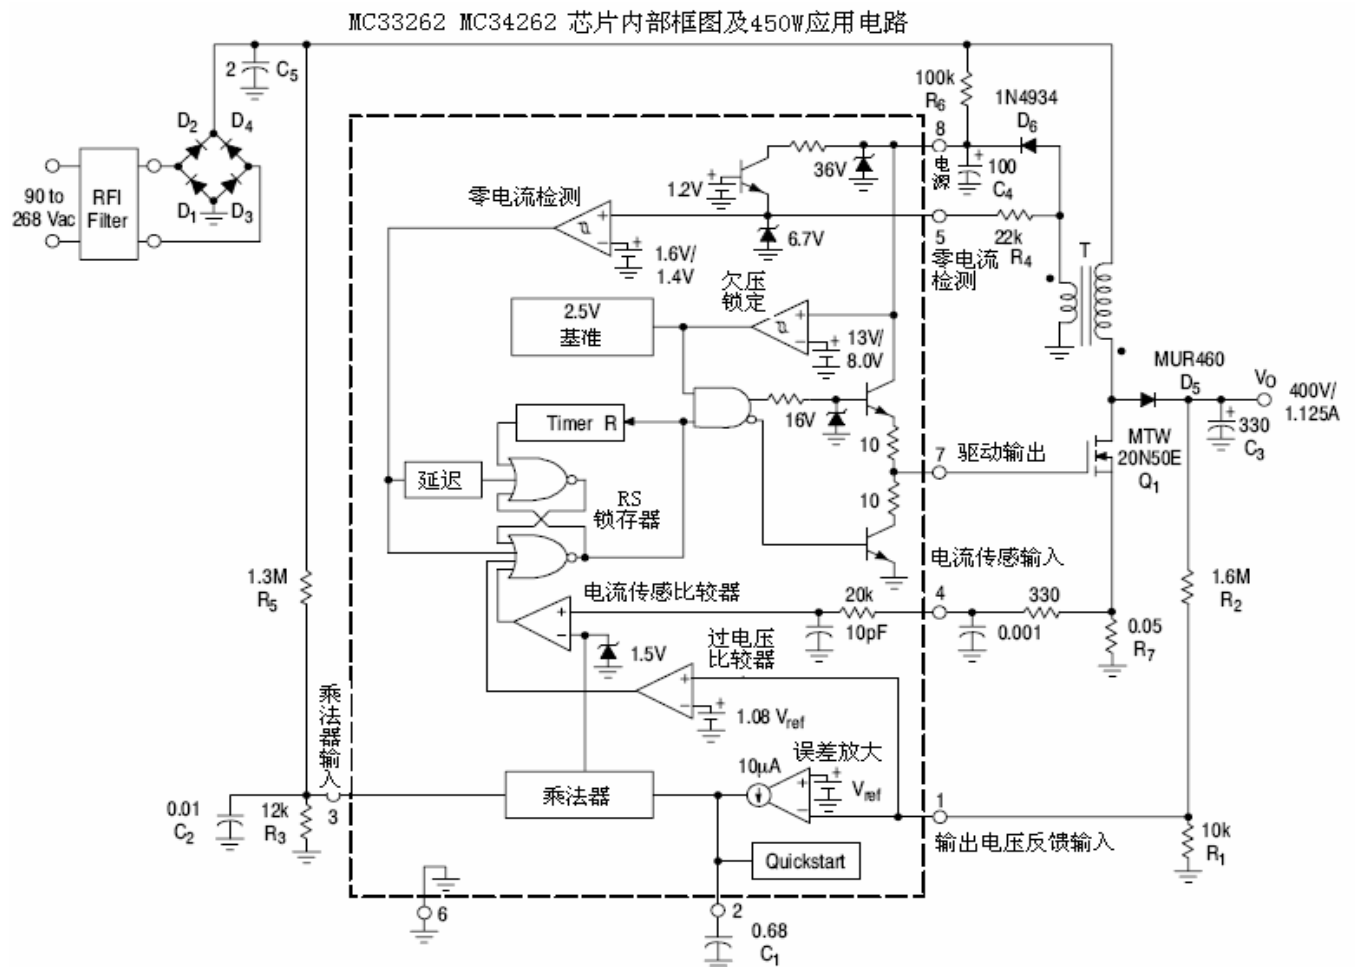 MC33262 MC34262 芯片内部框图及450W应用电路
2
C5
100k
R6
1N4934
D6
D2
D4
D1
D3
90 to
268 Vac
RFI
Filter
8
电源
100
C4
36V
1.2V
零电流检测
6.7V
5
22k
R4
零电流
检测
T
1.6V/
1.4V
欠压
锁定
2.5V
基准
13V/
8.0V
MUR460
D5
VO
400V/
1.125A
330
C3
16V
Timer R
10
7
驱动输出
MTW
20N50E
Q1
延迟
RS
锁存器
10
电流传感输入
1.3M
R5
电流传感比较器
20k
10pF
4
330
0.001
1.6M
R2
0.05
R7
1.5V
过电压
比较器
1.08 Vref
乘法器输入
误差放大
10μA
Vref
乘法器
0.01
C2
12k
R3
3
1
输出电压反馈输入
10k
R1
Quickstart
6
2
0.68
C1